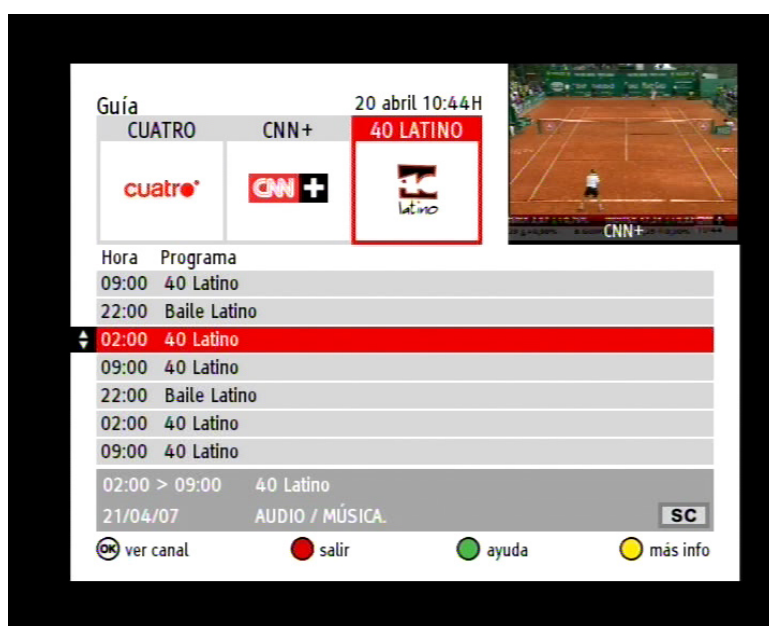 Guía 20 abril 10:44H
CUATRO CNN+ 40 LATINO
cuatro
CNN+
40
latino
CNN+
10:44
Hora Programa
09:00 40 Latino
22:00 Baile Latino
02:00 40 Latino
09:00 40 Latino
22:00 Baile Latino
02:00 40 Latino
09:00 40 Latino
02:00 > 09:00 40 Latino
21/04/07 AUDIO / MÚSICA. SC
OK ver canal salir ayuda más info